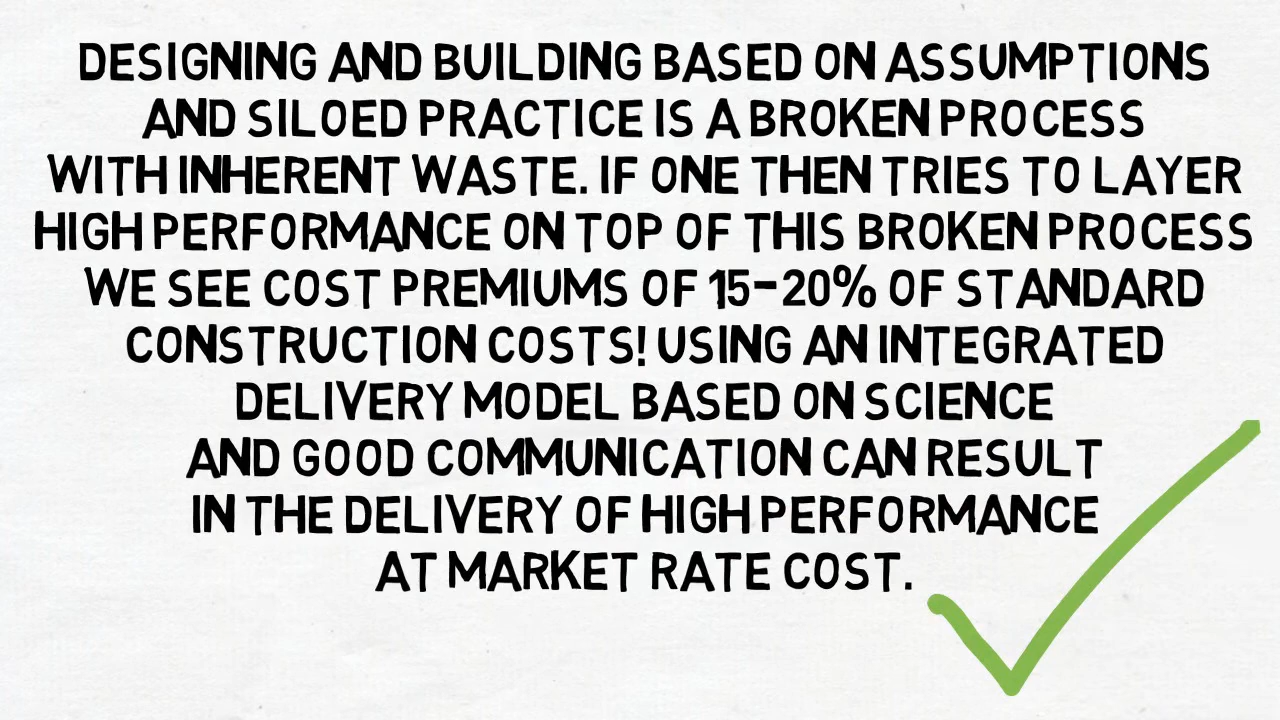 DESIGNING AND BUILDING BASED ON ASSUMPTIONS
AND SILOED PRACTICE IS A BROKEN PROCESS
WITH INHERENT WASTE. IF ONE THEN TRIES TO LAYER
HIGH PERFORMANCE ON TOP OF THIS BROKEN PROCESS
WE SEE COST PREMIUMS OF 15-20% OF STANDARD
CONSTRUCTION COSTS! USING AN INTEGRATED
DELIVERY MODEL BASED ON SCIENCE
AND GOOD COMMUNICATION CAN RESULT
IN THE DELIVERY OF HIGH PERFORMANCE
AT MARKET RATE COST.